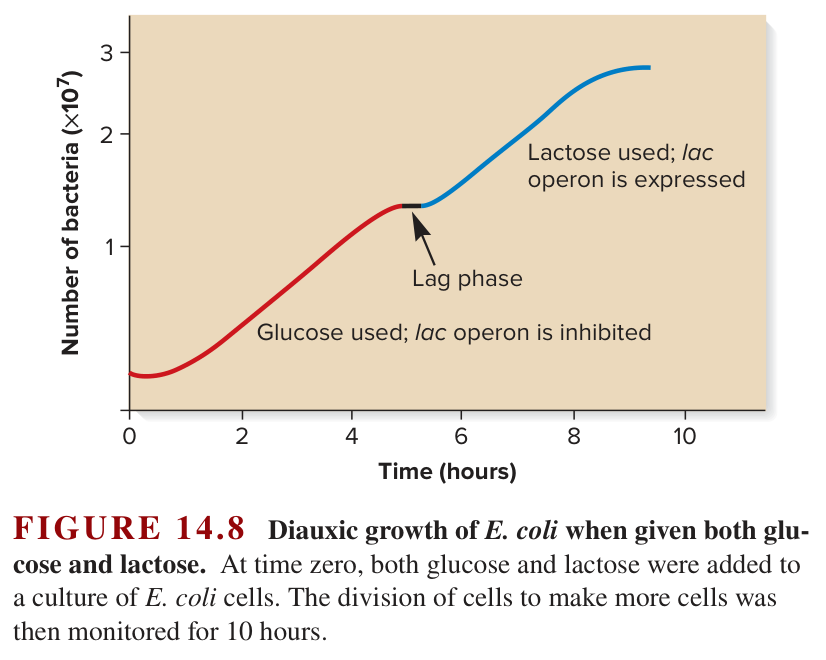 3
2
1
Number of bacteria (×10⁷)
Lactose used; lac
operon is expressed
Lag phase
Glucose used; lac operon is inhibited
0 2 4 6 8 10
Time (hours)
FIGURE 14.8 Diauxic growth of E. coli when given both glu-
cose and lactose. At time zero, both glucose and lactose were added to
a culture of E. coli cells. The division of cells to make more cells was
then monitored for 10 hours.